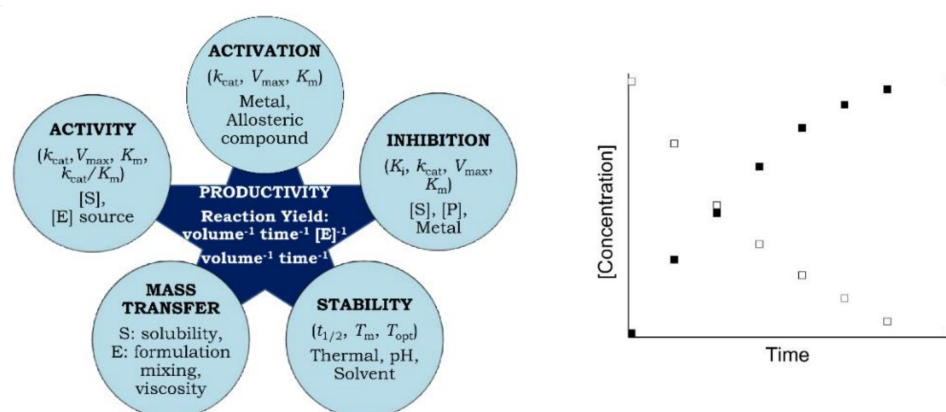 ACTIVATION
(kcat, Vmax, Km)
Metal,
Allosteric
compound
ACTIVITY
(kcat,Vmax, Km,
kcat/Km)
[S],
[E] source
INHIBITION
(Ki, kcat, Vmax,
Km)
[S], [P],
Metal
PRODUCTIVITY
Reaction Yield:
volume⁻¹ time⁻¹ [E]⁻¹
volume⁻¹ time⁻¹
MASS
TRANSFER
S: solubility,
E: formulation
mixing,
viscosity
STABILITY
(t1/2, Tm, Topt)
Thermal, pH,
Solvent
[Concentration]
Time